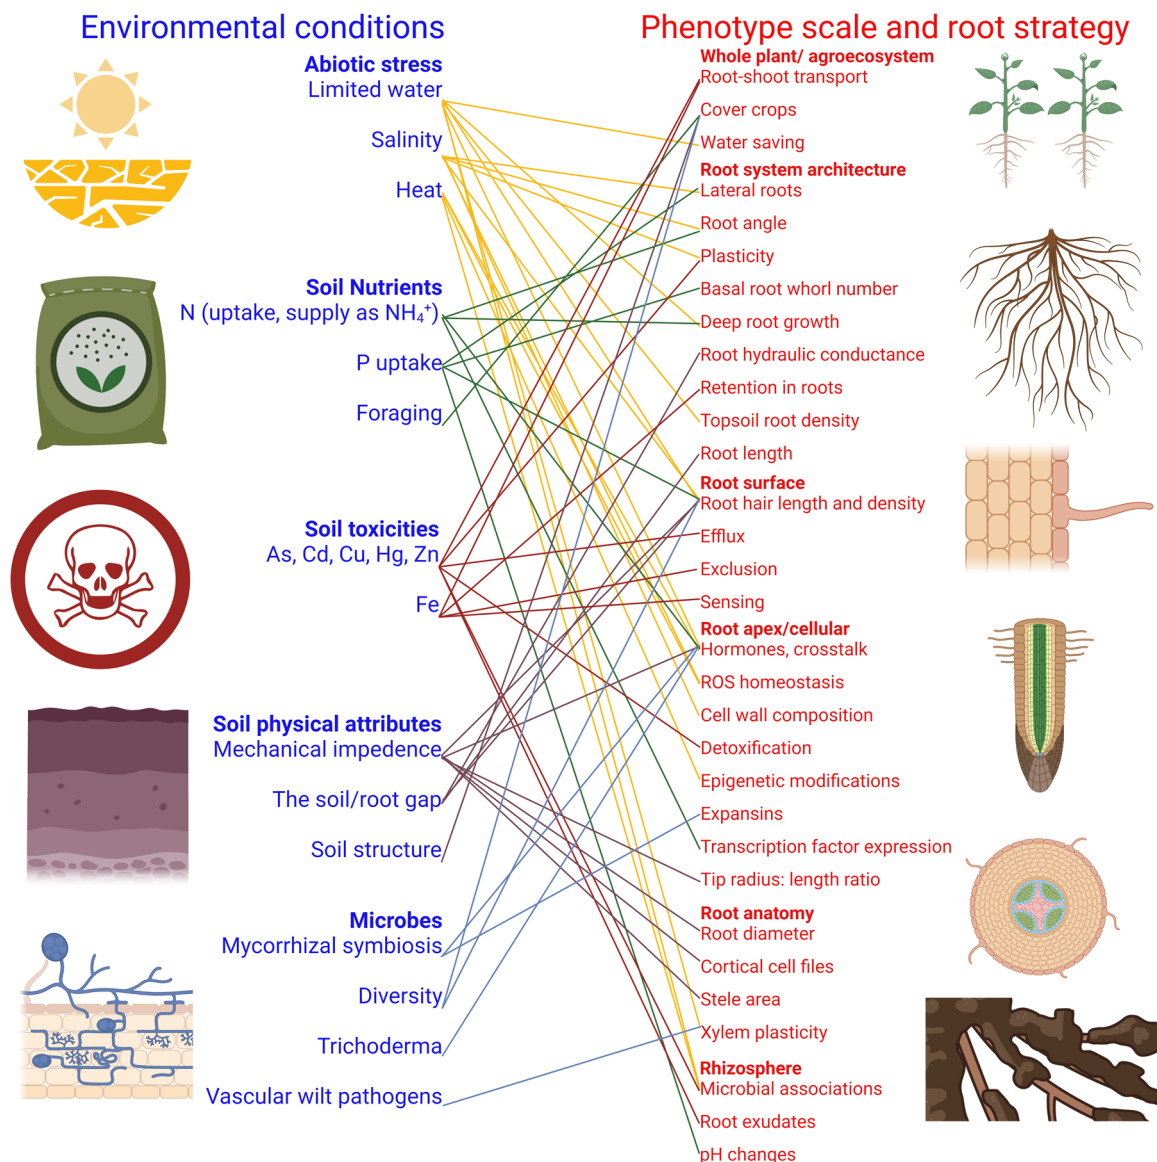 Environmental conditions
Abiotic stress
Limited water
Salinity
Heat
Soil Nutrients
N (uptake, supply as NH₄⁺)
P uptake
Foraging
Soil toxicities
As, Cd, Cu, Hg, Zn
Fe
Soil physical attributes
Mechanical impedence
The soil/root gap
Soil structure
Microbes
Mycorrhizal symbiosis
Diversity
Trichoderma
Vascular wilt pathogens
Phenotype scale and root strategy
Whole plant/ agroecosystem
Root-shoot transport
Cover crops
Water saving
Root system architecture
Lateral roots
Root angle
Plasticity
Basal root whorl number
Deep root growth
Root hydraulic conductance
Retention in roots
Topsoil root density
Root length
Root surface
Root hair length and density
Efflux
Exclusion
Sensing
Root apex/cellular
Hormones, crosstalk
ROS homeostasis
Cell wall composition
Detoxification
Epigenetic modifications
Expansins
Transcription factor expression
Tip radius: length ratio
Root anatomy
Root diameter
Cortical cell files
Stele area
Xylem plasticity
Rhizosphere
Microbial associations
Root exudates
pH changes